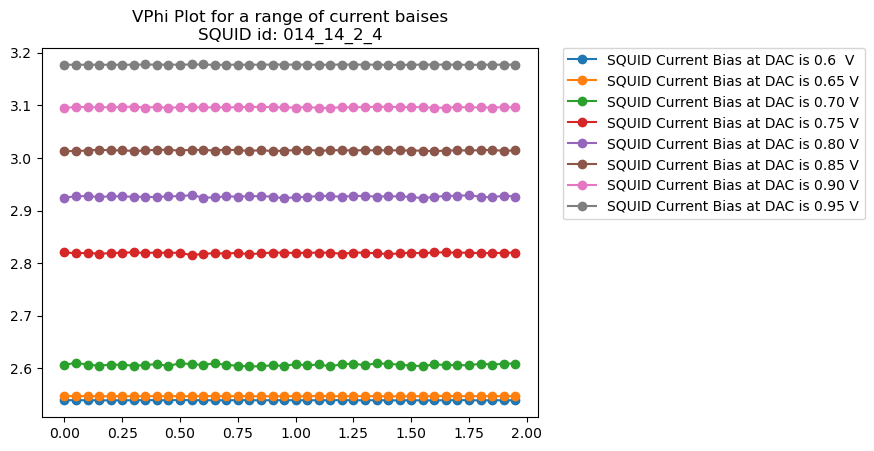 VPhi Plot for a range of current baises
SQUID id: 014_14_2_4
3.2
3.1
3.0
2.9
2.8
2.7
2.6
0.00 0.25 0.50 0.75 1.00 1.25 1.50 1.75 2.00
SQUID Current Bias at DAC is 0.6  V
SQUID Current Bias at DAC is 0.65 V
SQUID Current Bias at DAC is 0.70 V
SQUID Current Bias at DAC is 0.75 V
SQUID Current Bias at DAC is 0.80 V
SQUID Current Bias at DAC is 0.85 V
SQUID Current Bias at DAC is 0.90 V
SQUID Current Bias at DAC is 0.95 V